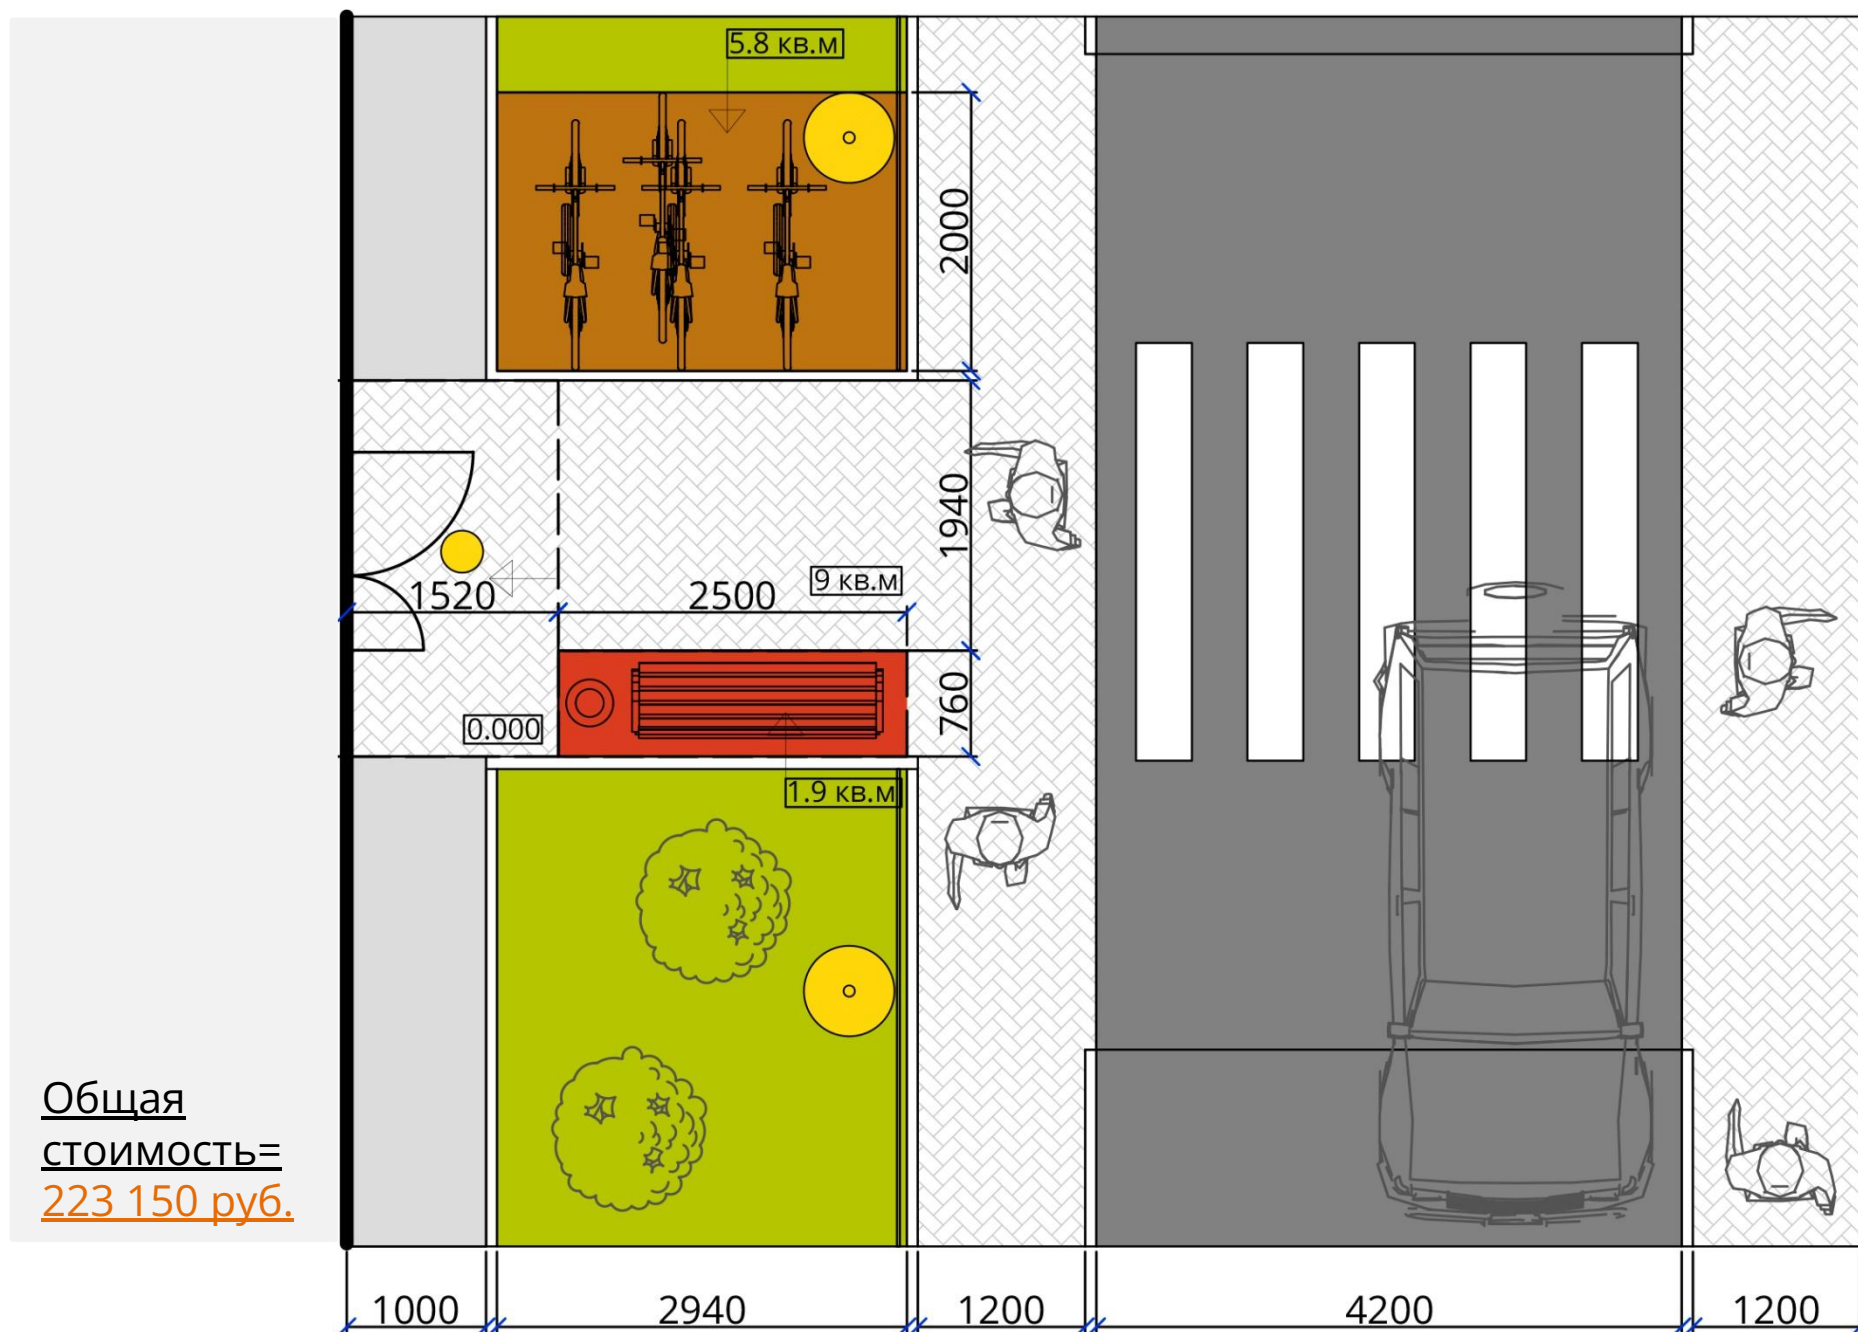 5.8 кв.м
2000
1940
9 кв.м
1520
2500
760
0.000
1.9 кв.м
Общая
стоимость=
223 150 руб.
1000
2940
1200
4200
1200